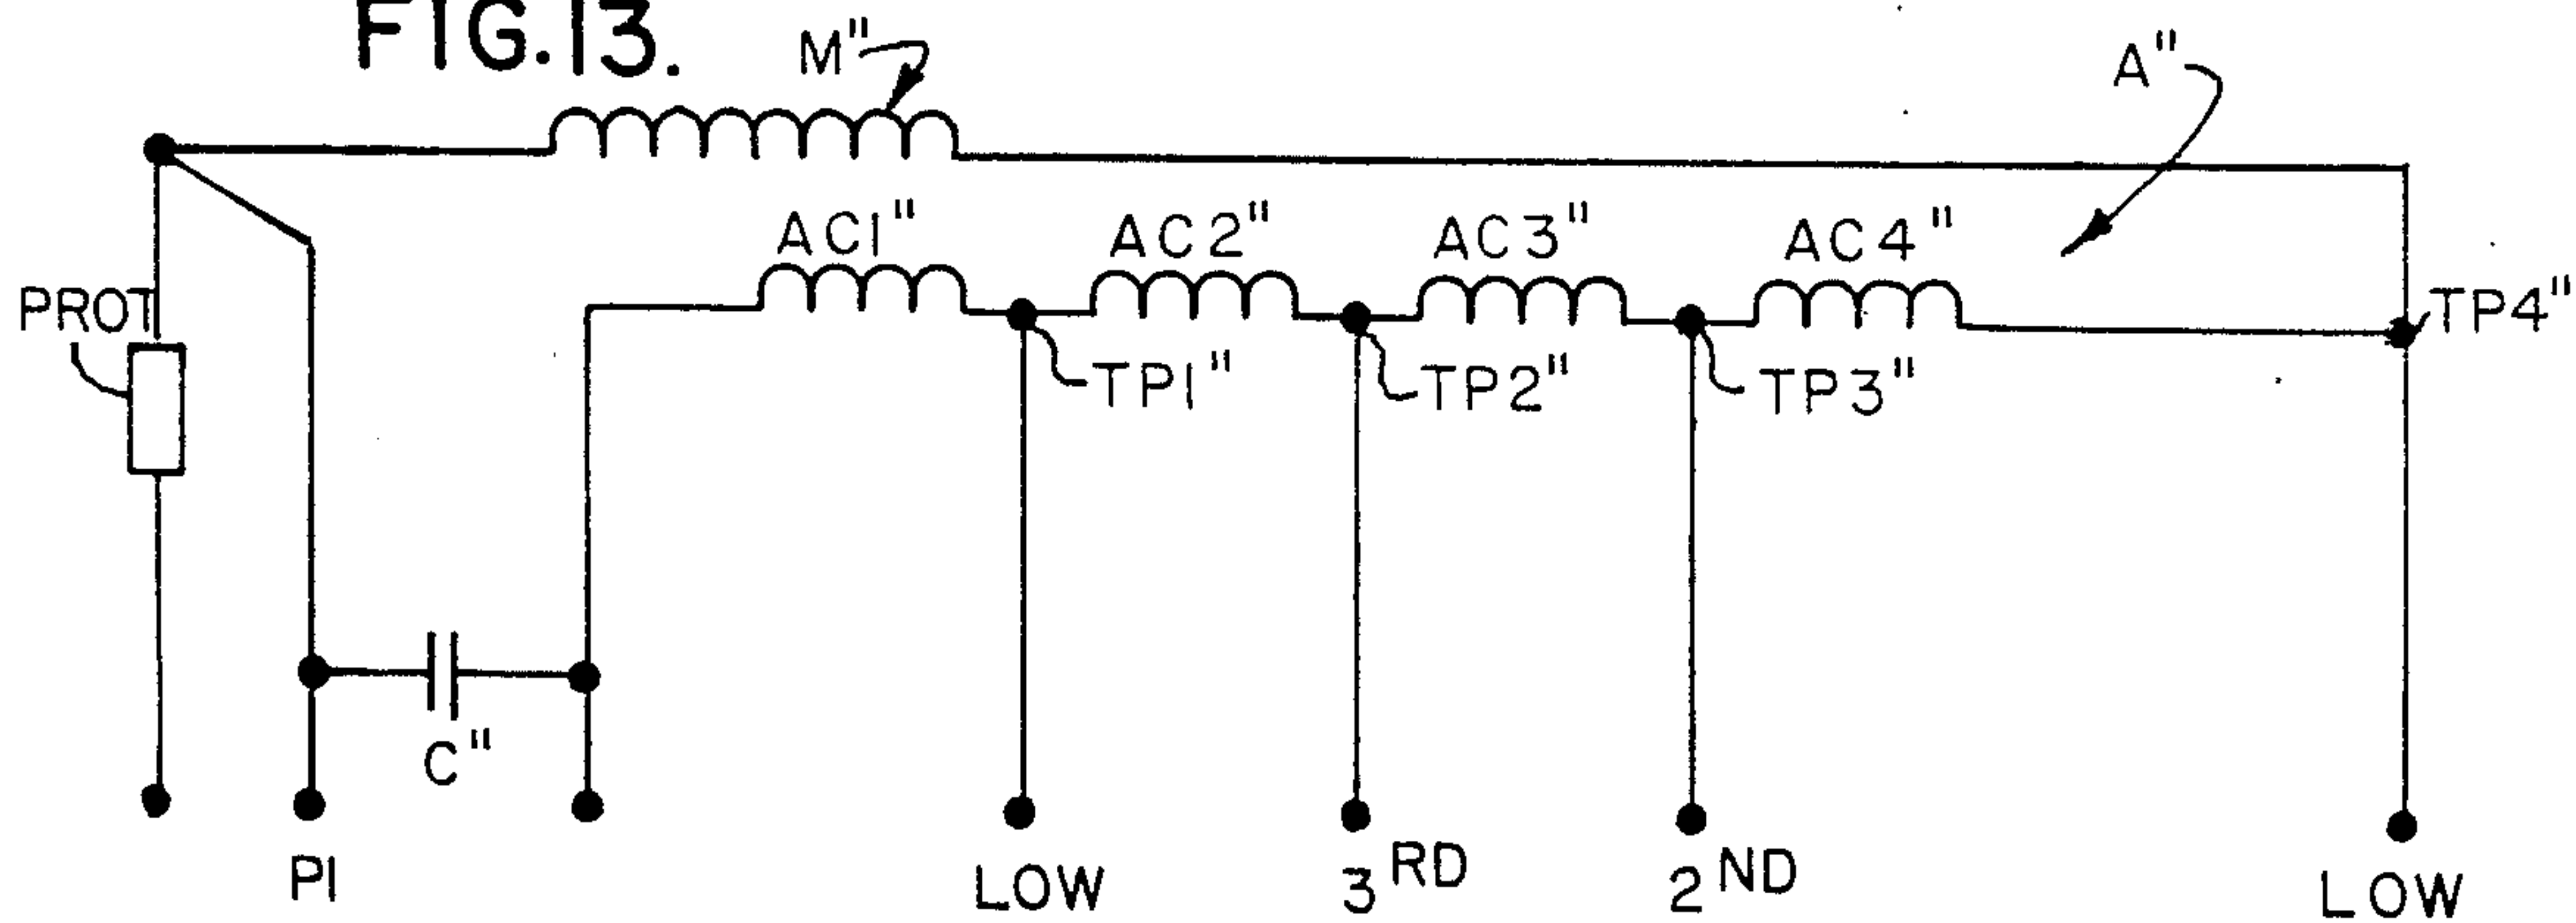 FIG.13.
M"
A"
AC1"
AC2"
AC3"
AC4"
PROT
TP1"
TP2"
TP3"
TP4"
C"
P1
LOW
3RD
2ND
LOW